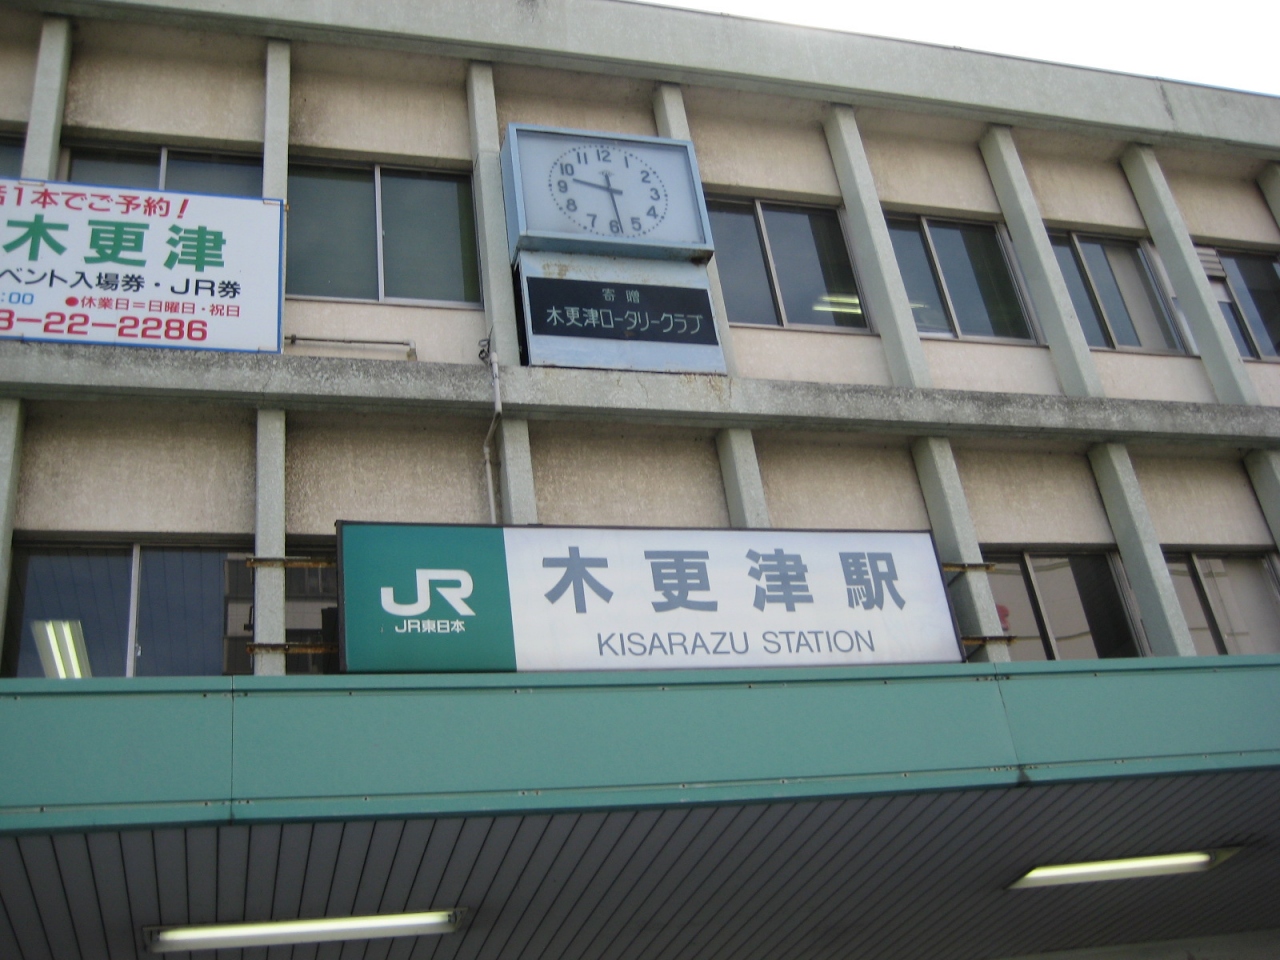 話1本でご予約!
木更津
ベント入場券・JR券
:00 ●休業日=日曜日・祝日
8-22-2286
12
1
2
3
4
5
6
7
8
9
10
11
寄贈
木更津ロータリークラブ
JR
JR東日本
木更津駅
KISARAZU STATION